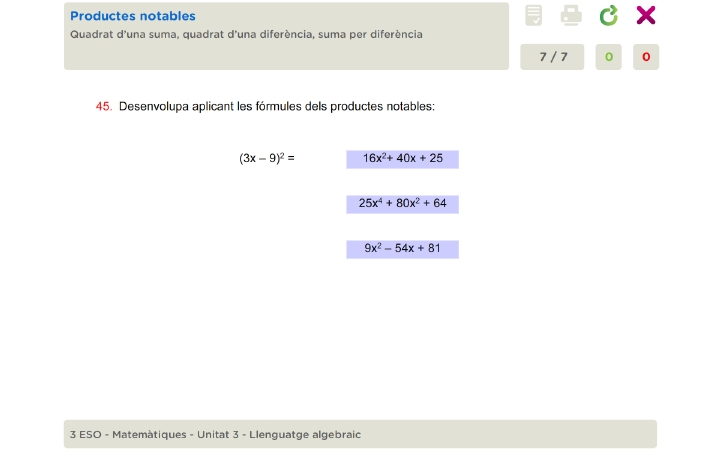 Productes notables
Quadrat d'una suma, quadrat d'una diferència, suma per diferència
7 / 7
0
0
45. Desenvolupa aplicant les fórmules dels productes notables:
(3x – 9)² = 16x²+ 40x + 25
25x⁴ + 80x² + 64
9x² – 54x + 81
3 ESO - Matemàtiques - Unitat 3 - Llenguatge algebraic